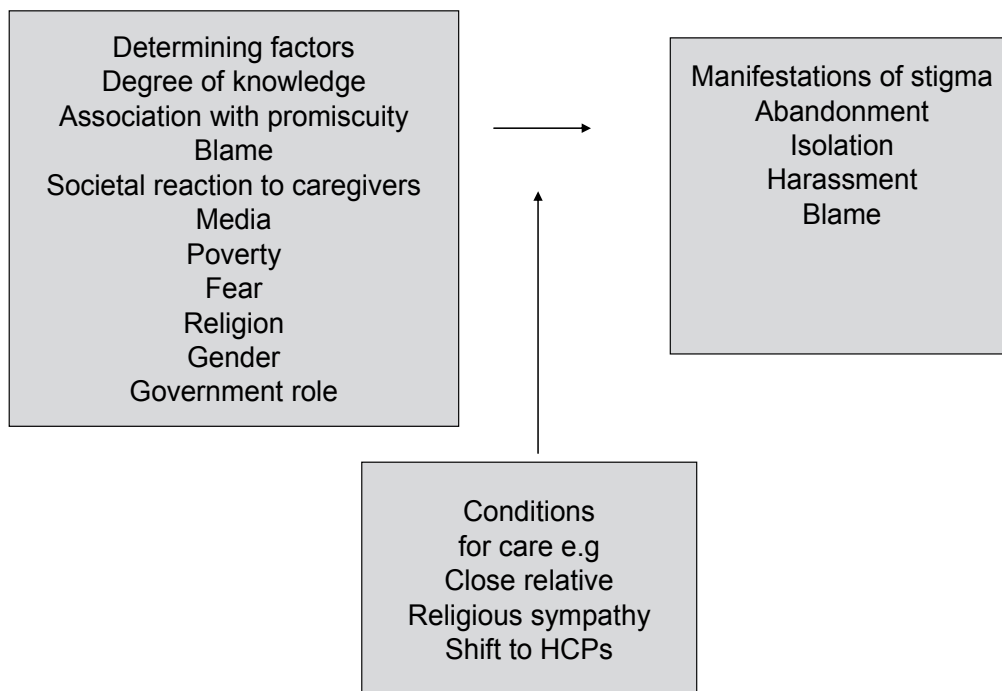 Determining factors
Degree of knowledge
Association with promiscuity
Blame
Societal reaction to caregivers
Media
Poverty
Fear
Religion
Gender
Government role
Manifestations of stigma
Abandonment
Isolation
Harassment
Blame
Conditions
for care e.g
Close relative
Religious sympathy
Shift to HCPs